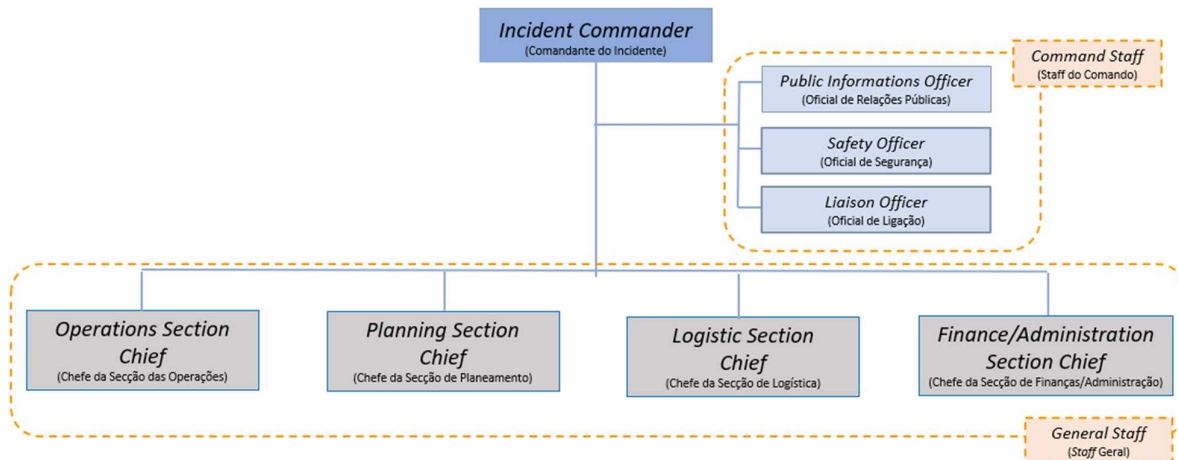 Incident Commander
(Comandante do Incidente)
Command Staff
(Staff do Comando)
Public Informations Officer
(Oficial de Relações Públicas)
Safety Officer
(Oficial de Segurança)
Liaison Officer
(Oficial de Ligação)
Operations Section
Chief
(Chefe da Secção das Operações)
Planning Section
Chief
(Chefe da Secção de Planeamento)
Logistic Section
Chief
(Chefe da Secção de Logística)
Finance/Administration
Section Chief
(Chefe da Secção de Finanças/Administração)
General Staff
(Staff Geral)